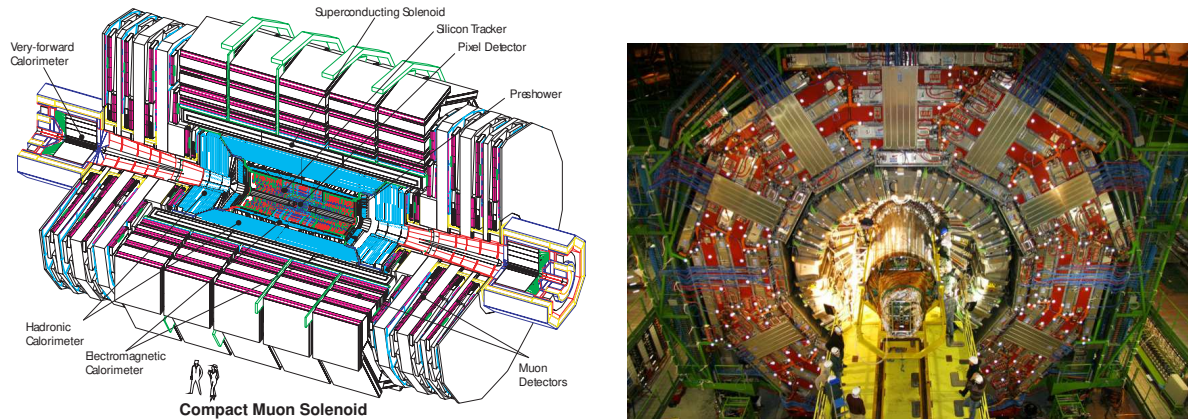 Superconducting Solenoid
Silicon Tracker
Pixel Detector
Very-forward
Calorimeter
Preshower
Hadronic
Calorimeter
Electromagnetic
Calorimeter
Muon
Detectors
Compact Muon Solenoid